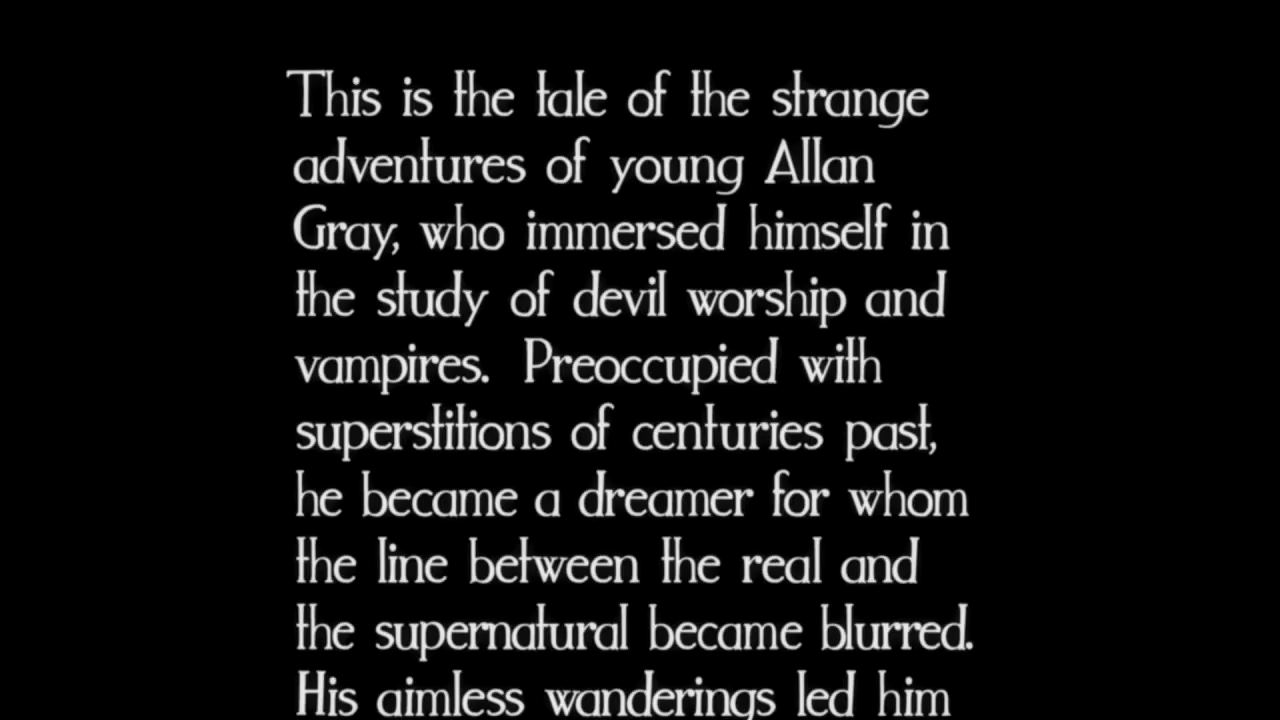 This is the tale of the strange
adventures of young Allan
Gray, who immersed himself in
the study of devil worship and
vampires.  Preoccupied with
superstitions of centuries past,
he became a dreamer for whom
the line between the real and
the supernatural became blurred.
His aimless wanderings led him